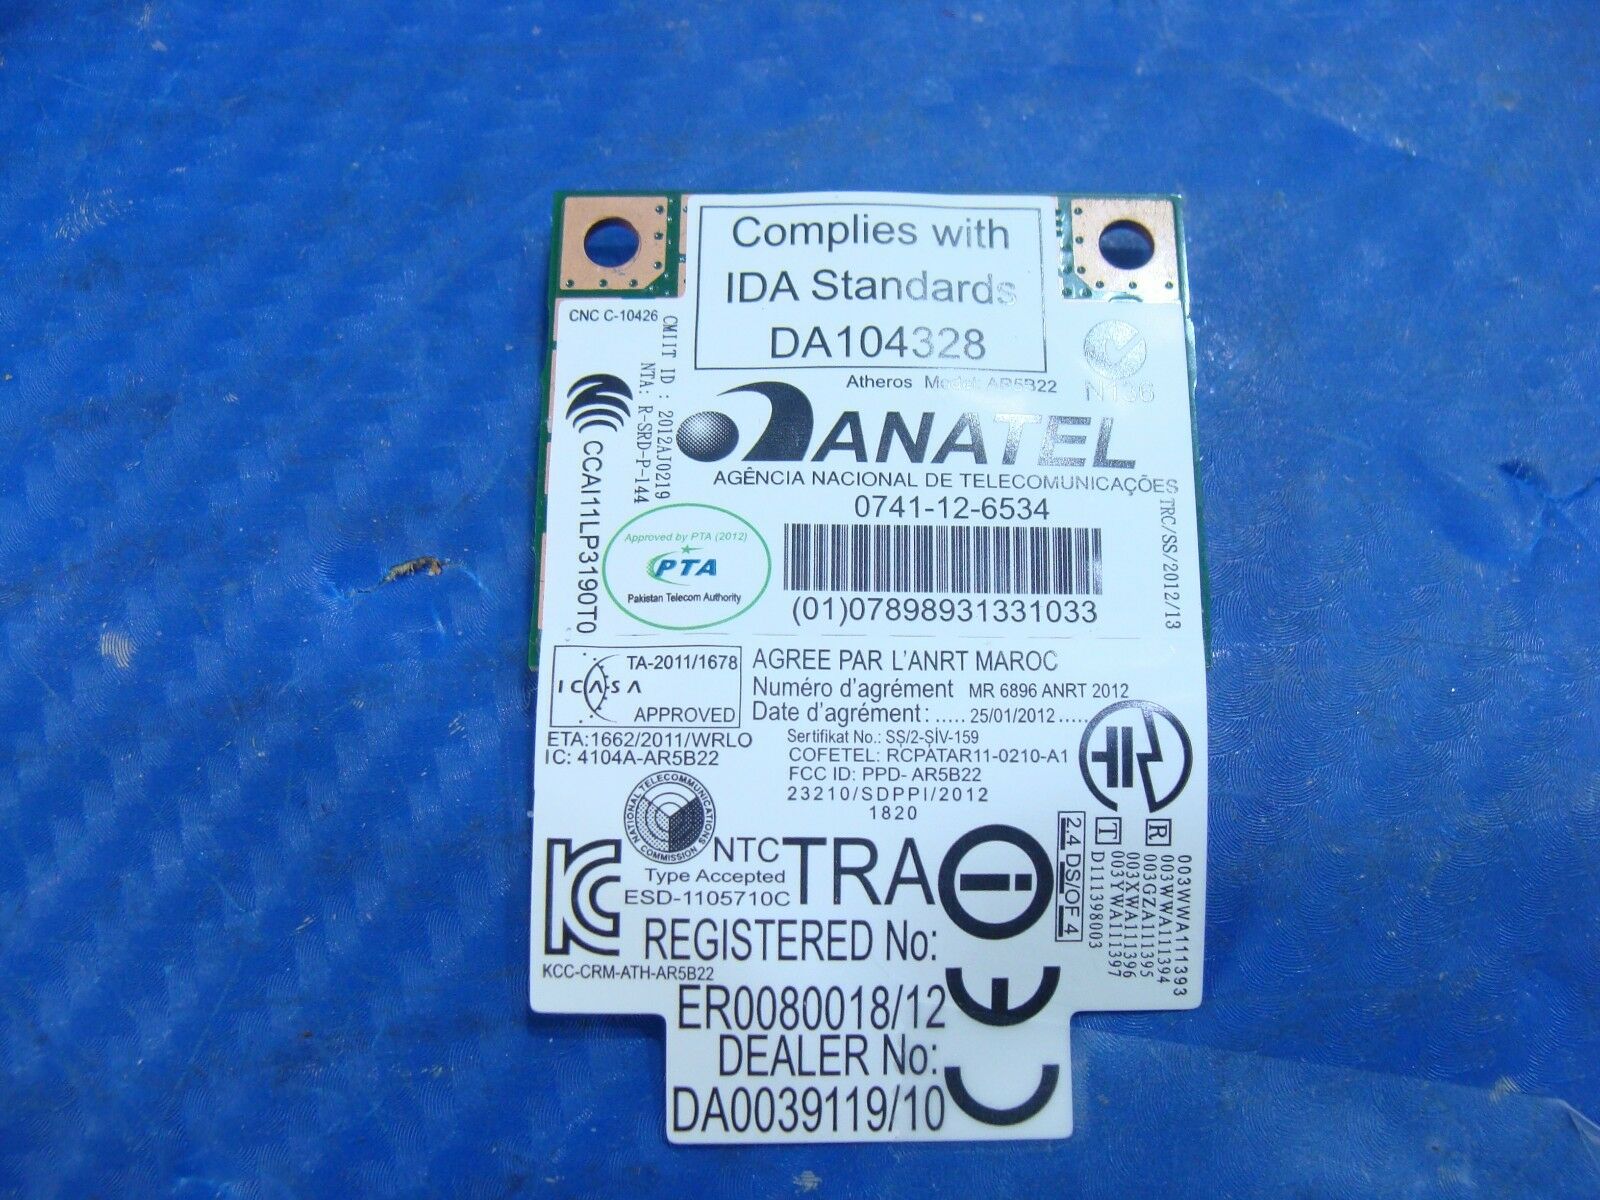 Complies with
IDA Standards
DA104328
CNC C-10426
CMIIT ID : 2012AJ0219
NTA: R-SRD-P-144
Atheros Model: AR5B22
N136
CCAI11LP3190T0
ANATEL
AGÊNCIA NACIONAL DE TELECOMUNICAÇÕES
0741-12-6534
TRC/SS/2012/13
Approved by PTA (2012)
PTA
Pakistan Telecom Authority
(01)07898931331033
TA-2011/1678
ICASA
APPROVED
AGREE PAR L'ANRT MAROC
Numéro d'agrément MR 6896 ANRT 2012
Date d'agrément: ..... 25/01/2012.....
ETA:1662/2011/WRLO
IC: 4104A-AR5B22
Sertifikat No.: SS/2-SİV-159
COFETEL: RCPATAR11-0210-A1
FCC ID: PPD- AR5B22
23210/SDPPI/2012
1820
NATIONAL TELECOMMUNICATIONS COMMISSION
NTC
Type Accepted
ESD-1105710C
KCC-CRM-ATH-AR5B22
TRA
REGISTERED No:
ER0080018/12
DEALER No:
DA0039119/10
CE
2.4 DS/OF 4
R
T
003WWA111393
003WWA111394
003GZA111395
003XWA111396
003YWA111397
D111398003